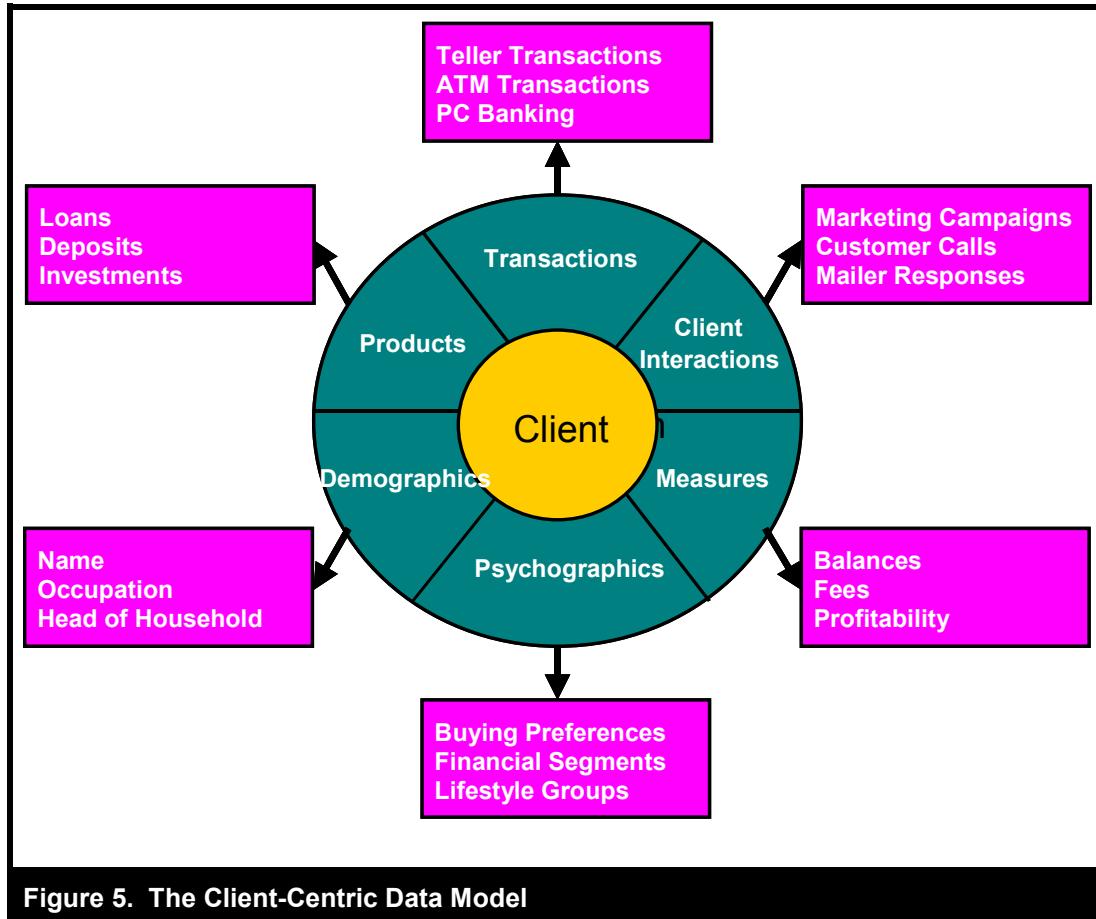 Teller Transactions
ATM Transactions
PC Banking
Loans
Deposits
Investments
Marketing Campaigns
Customer Calls
Mailer Responses
Transactions
Products
Client
Interactions
Client
Demographics
Measures
Psychographics
Name
Occupation
Head of Household
Balances
Fees
Profitability
Buying Preferences
Financial Segments
Lifestyle Groups
Figure 5. The Client-Centric Data Model